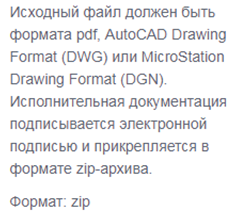 Исходный файл должен быть
формата pdf, AutoCAD Drawing
Format (DWG) или MicroStation
Drawing Format (DGN).
Исполнительная документация
подписывается электронной
подписью и прикрепляется в
формате zip-архива.
Формат: zip